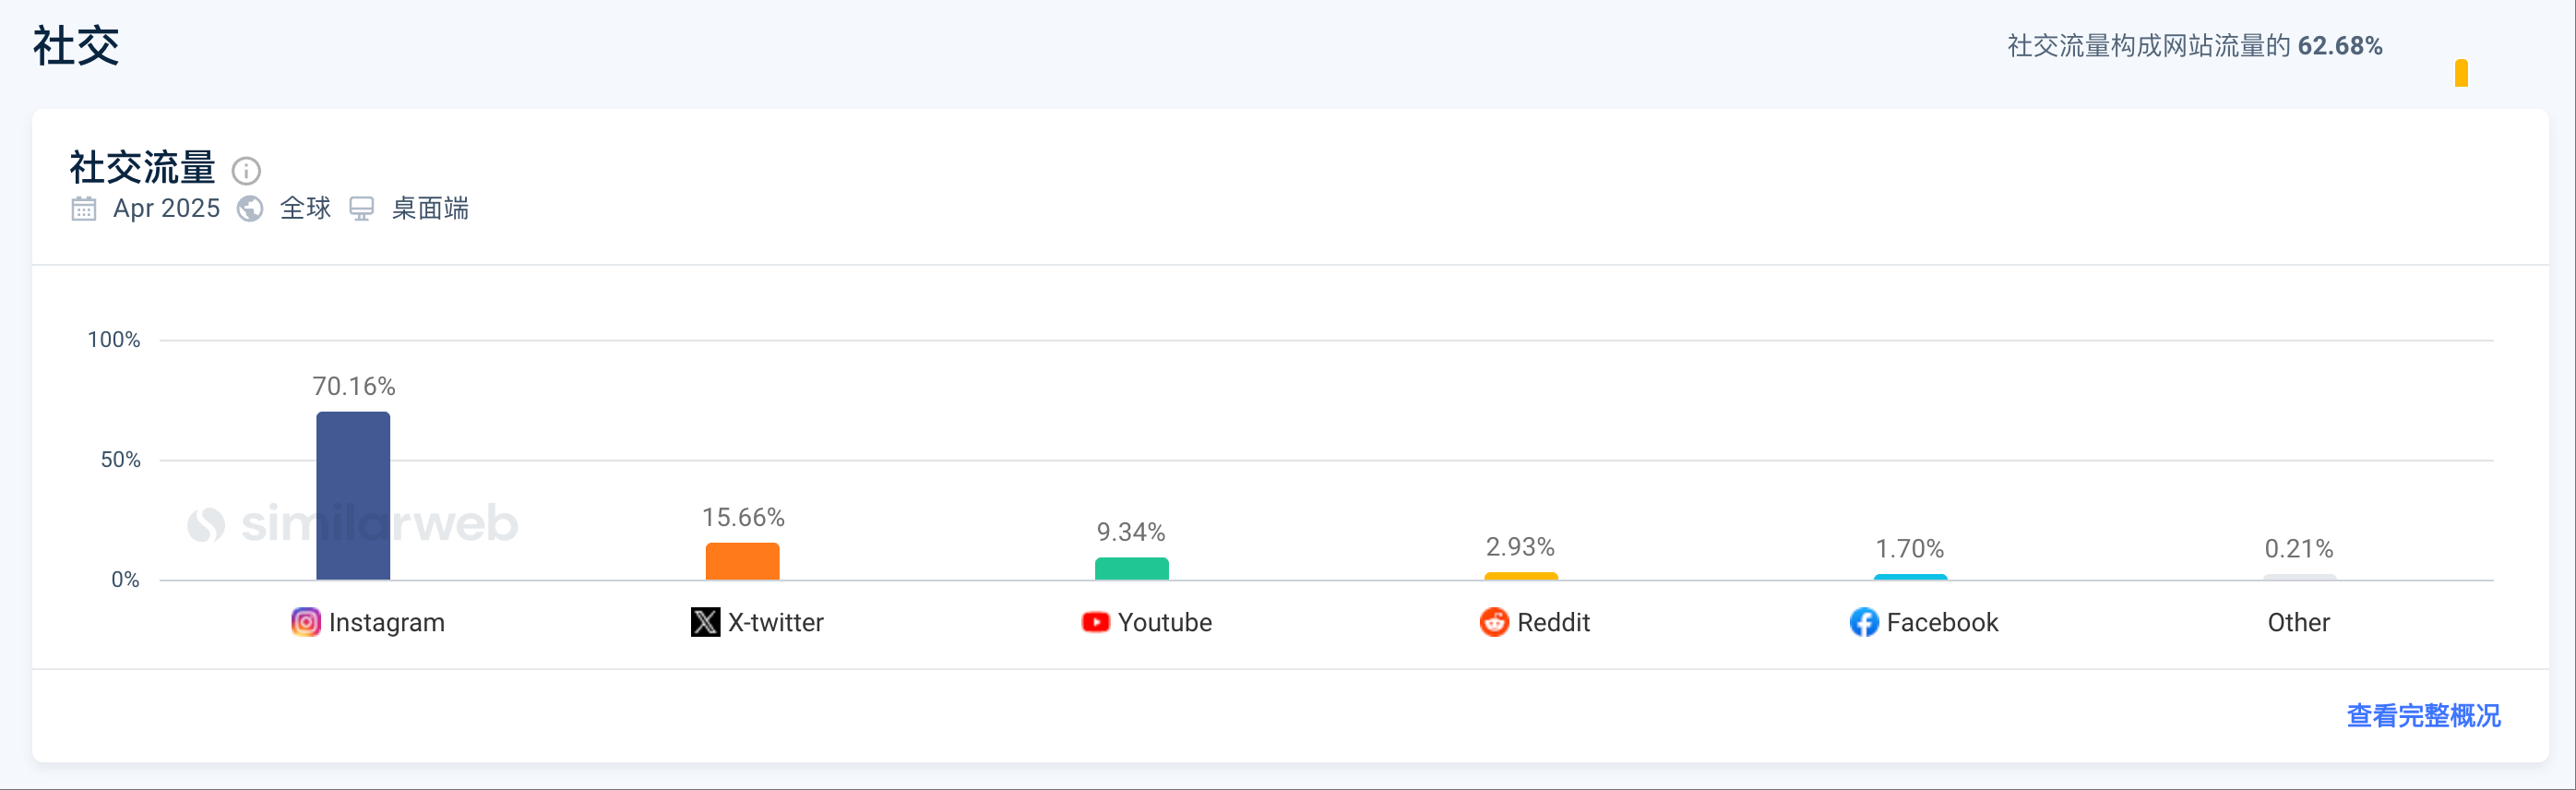 社交
社交流量构成网站流量的 62.68%
社交流量
Apr 2025 全球 桌面端
100%
70.16%
50%
similarweb
15.66%
9.34%
2.93%
1.70%
0.21%
0%
Instagram X-twitter Youtube Reddit Facebook Other
查看完整概况